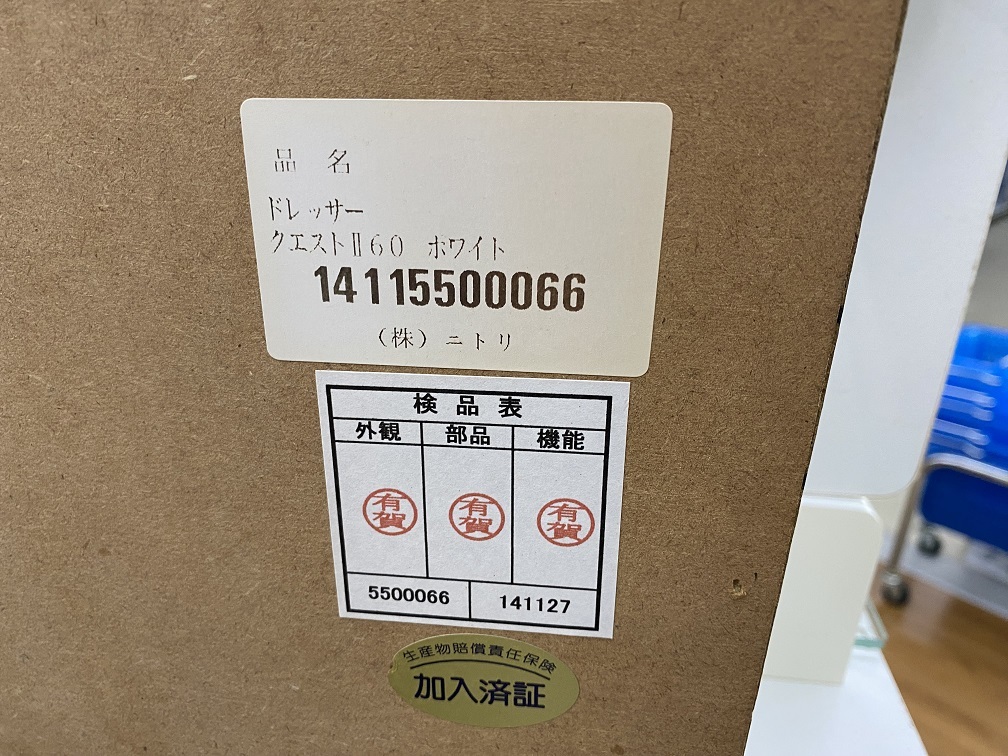 品 名
ドレッサー
クエストⅡ60 ホワイト
14115500066
(株)ニトリ
検 品 表
外観 部品 機能
有賀 有賀 有賀
5500066 141127
生産物賠償責任保険
加入済証